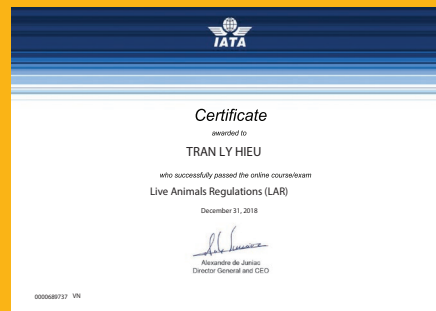 IATA
Certificate
awarded to
TRAN LY HIEU
who successfully passed the online course/exam
Live Animals Regulations (LAR)
December 31, 2018
Alexandre de Juniac
Director General and CEO
0000689737 VN